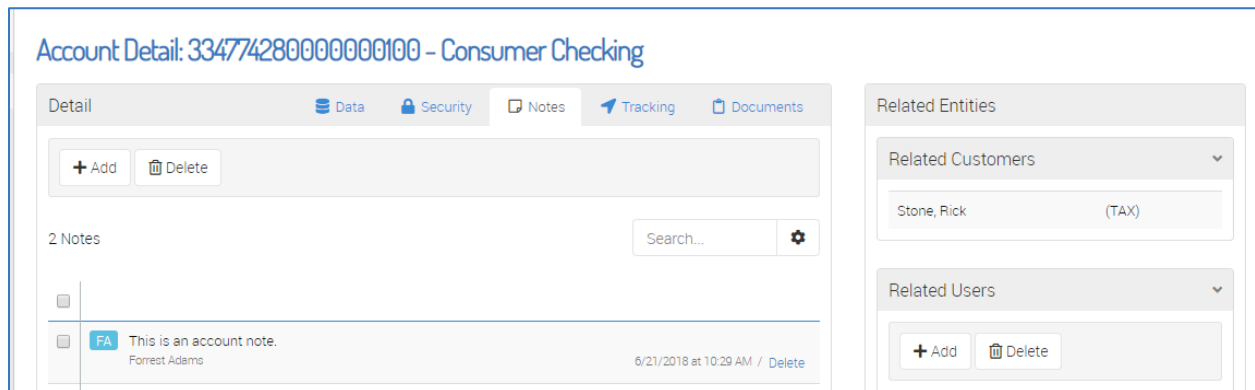 Account Detail: 334774280000000100 - Consumer Checking
Detail
Data
Security
Notes
Tracking
Documents
Add
Delete
2 Notes
Search...
FA
This is an account note.
Forrest Adams
6/21/2018 at 10:29 AM / Delete
Related Entities
Related Customers
Stone, Rick (TAX)
Related Users
Add
Delete